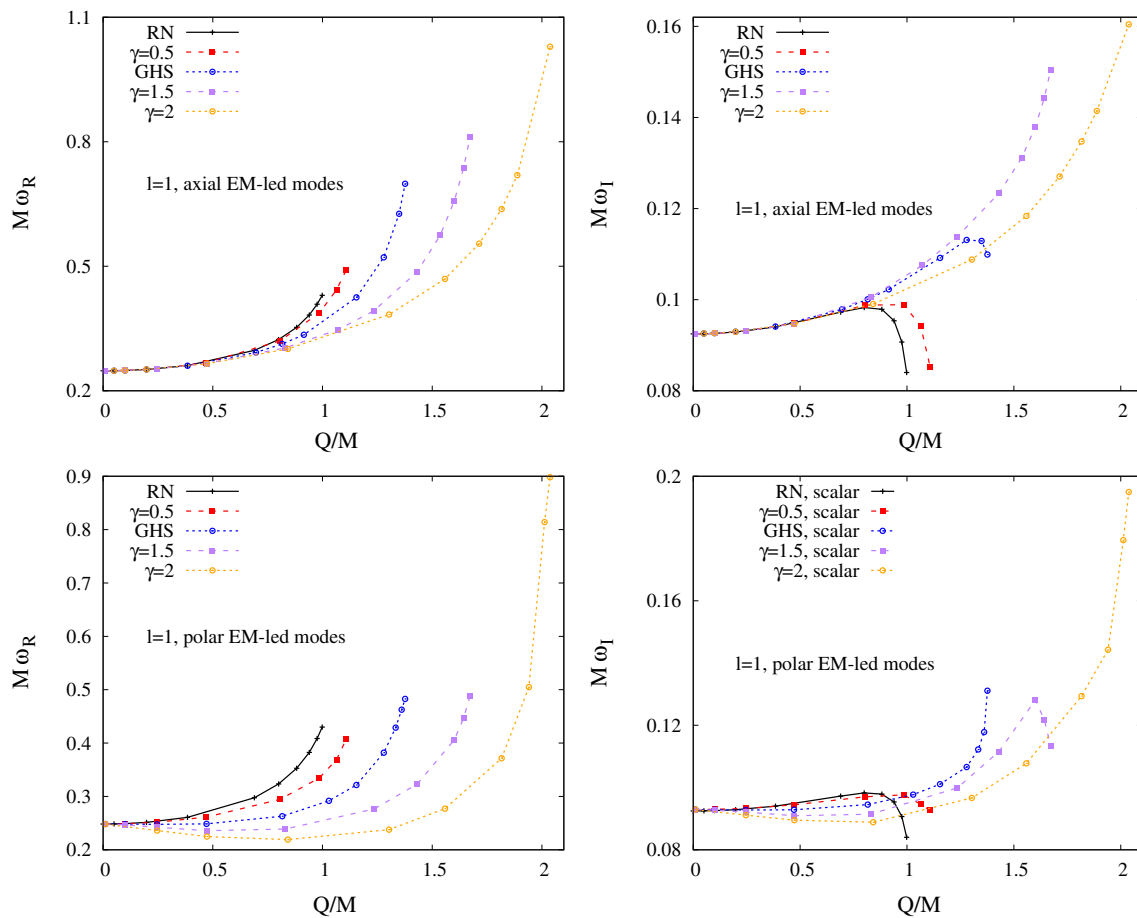 1.1
0.8
0.5
0.2
0
0.5
1
1.5
2
M ω_R
Q/M
RN
γ=0.5
GHS
γ=1.5
γ=2
l=1, axial EM-led modes
0.16
0.14
0.12
0.1
0.08
0
0.5
1
1.5
2
M ω_I
Q/M
RN
γ=0.5
GHS
γ=1.5
γ=2
l=1, axial EM-led modes
0.9
0.8
0.7
0.6
0.5
0.4
0.3
0.2
0
0.5
1
1.5
2
M ω_R
Q/M
RN
γ=0.5
GHS
γ=1.5
γ=2
l=1, polar EM-led modes
0.2
0.16
0.12
0.08
0
0.5
1
1.5
2
M ω_I
Q/M
RN, scalar
γ=0.5, scalar
GHS, scalar
γ=1.5, scalar
γ=2, scalar
l=1, polar EM-led modes